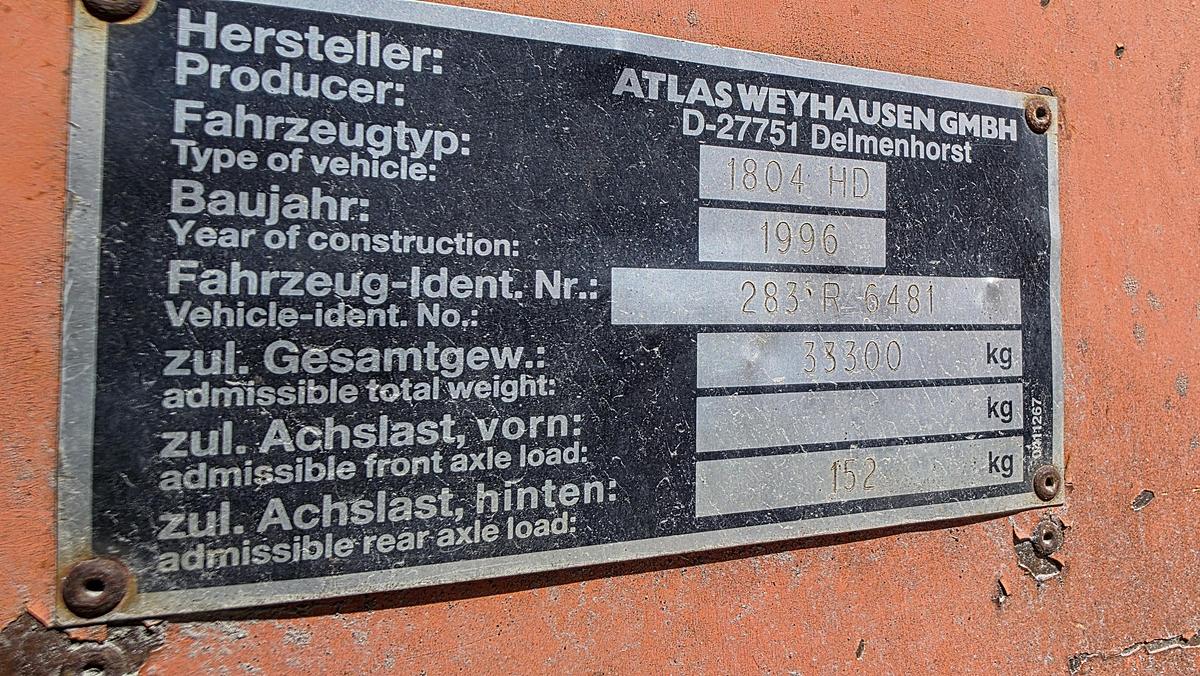 Hersteller:
Producer:
ATLAS WEYHAUSEN GMBH
D-27751 Delmenhorst
Fahrzeugtyp:
Type of vehicle:
1804 HD
Baujahr:
Year of construction:
1996
Fahrzeug-Ident. Nr.:
Vehicle-ident. No.:
283 R 6481
zul. Gesamtgew.:
admissible total weight:
33300 kg
zul. Achslast, vorn:
admissible front axle load:
kg
zul. Achslast, hinten:
admissible rear axle load:
152 kg